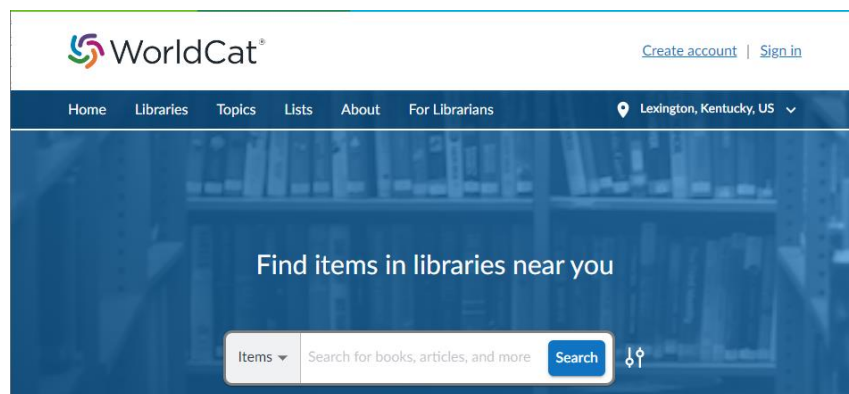 WorldCat®
Create account | Sign in
Home Libraries Topics Lists About For Librarians Lexington, Kentucky, US
Find items in libraries near you
Items Search for books, articles, and more Search